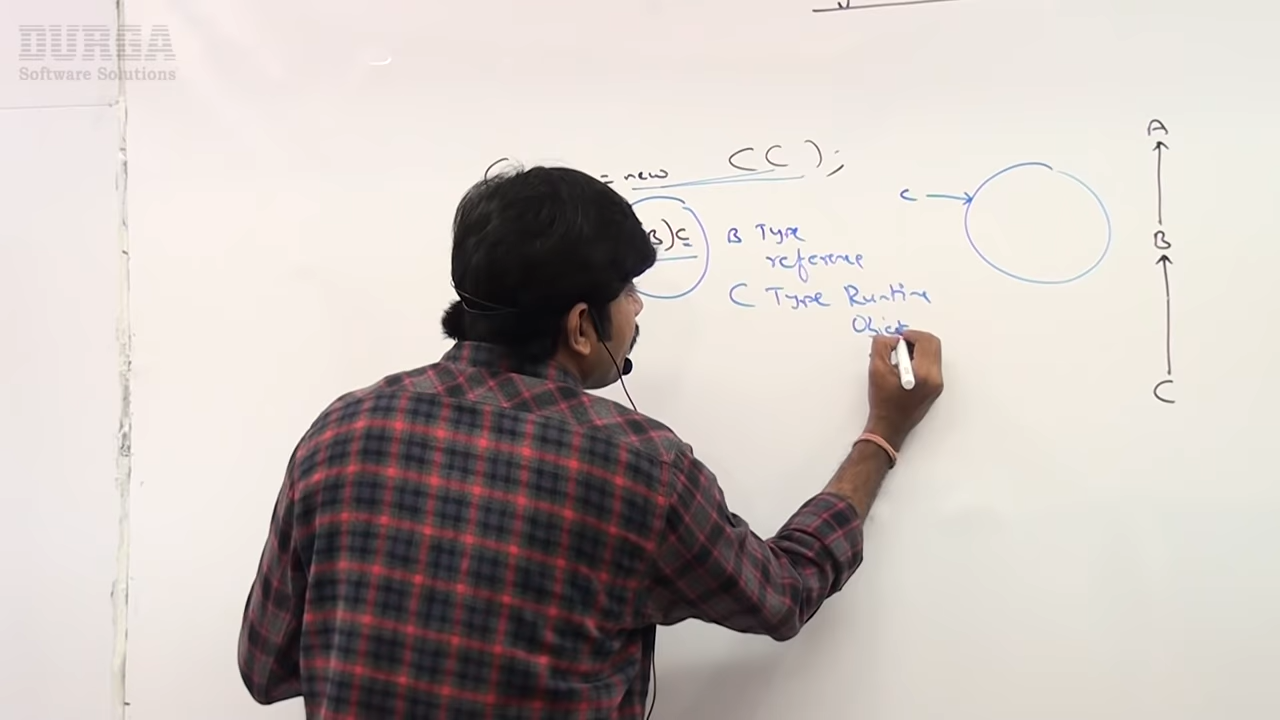 DURGA
Software Solutions
C = new C();
B)c B Type
reference
C Type Runtime
Object
c
A
B
C